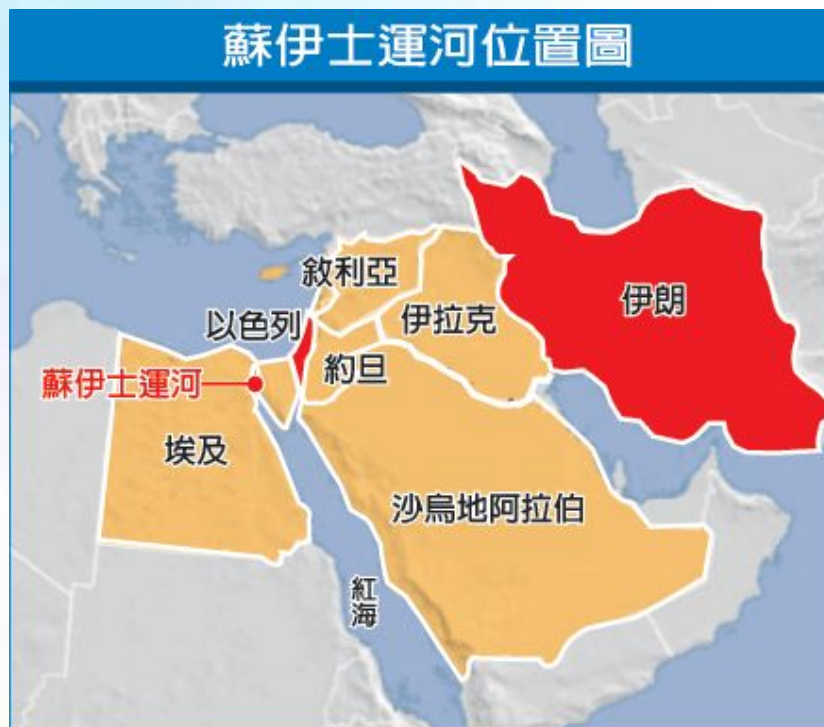 蘇伊士運河位置圖
敘利亞
伊朗
以色列
伊拉克
約旦
蘇伊士運河
埃及
沙烏地阿拉伯
紅海